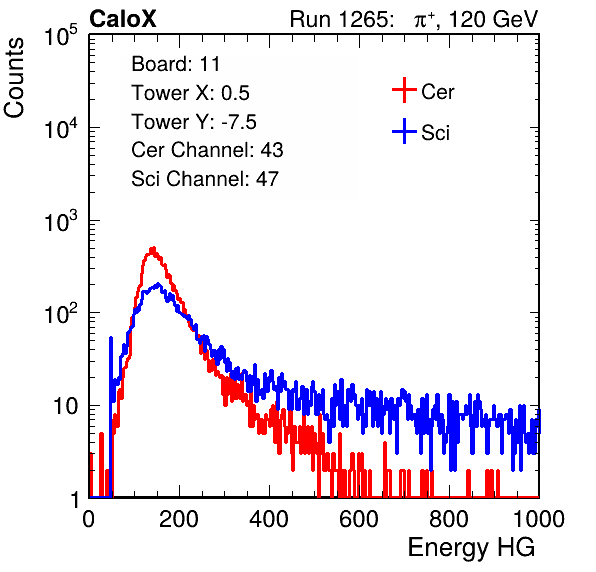 CaloX Run 1265: π⁺, 120 GeV
Board: 11
Tower X: 0.5
Tower Y: -7.5
Cer Channel: 43
Sci Channel: 47
Cer
Sci
Counts
10⁵
10⁴
10³
10²
10
1
0 200 400 600 800 1000
Energy HG